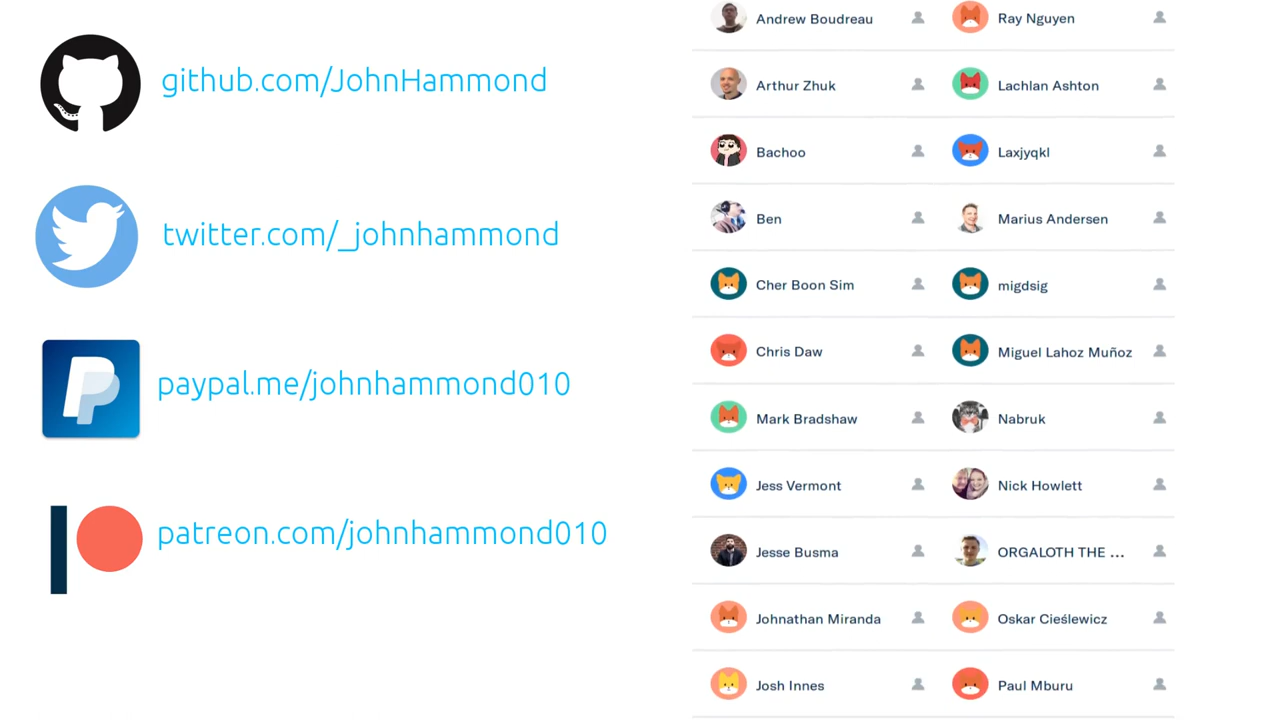 github.com/JohnHammond
twitter.com/_johnhammond
paypal.me/johnhammond010
patreon.com/johnhammond010
Andrew Boudreau
Arthur Zhuk
Bachoo
Ben
Cher Boon Sim
Chris Daw
Mark Bradshaw
Jess Vermont
Jesse Busma
Johnathan Miranda
Josh Innes
Ray Nguyen
Lachlan Ashton
Laxjyqkl
Marius Andersen
migdsig
Miguel Lahoz Muñoz
Nabruk
Nick Howlett
ORGALOTH THE ...
Oskar Cieślewicz
Paul Mburu